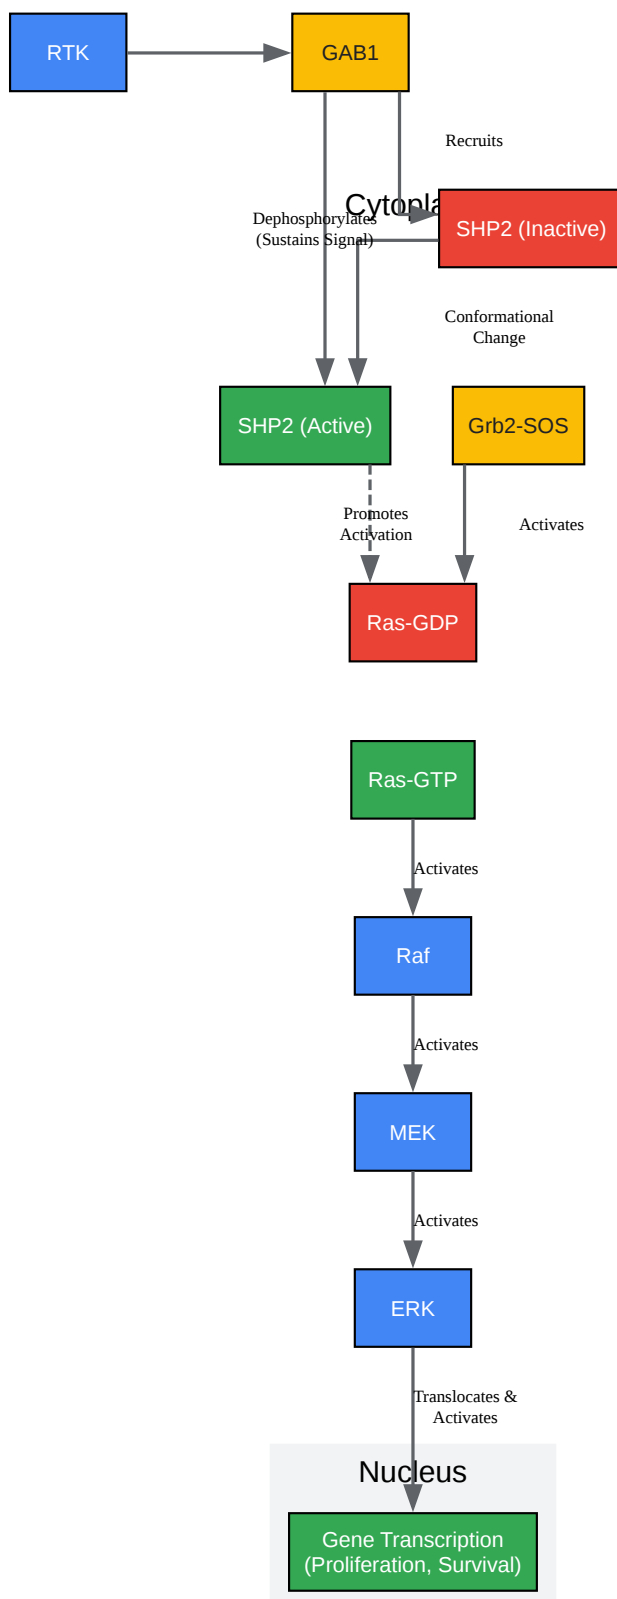 RTK
GAB1
Recruits
Cytopla
Dephosphorylates
(Sustains Signal)
SHP2 (Inactive)
Conformational
Change
SHP2 (Active)
Grb2-SOS
Promotes
Activation
Activates
Ras-GDP
Ras-GTP
Activates
Raf
Activates
MEK
Activates
ERK
Translocates &
Activates
Nucleus
Gene Transcription
(Proliferation, Survival)